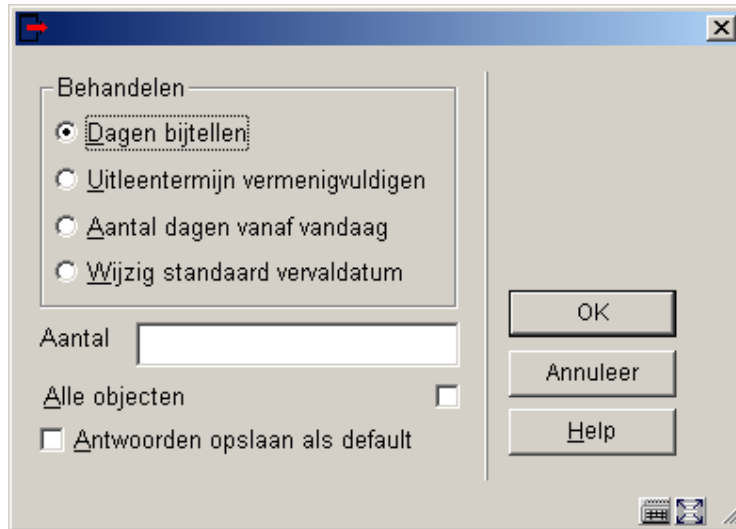 Behandelen
Dagen bijtellen
Uitleentermijn vermenigvuldigen
Aantal dagen vanaf vandaag
Wijzig standaard vervaldatum
Aantal
Alle objecten
Antwoorden opslaan als default
OK
Annuleer
Help